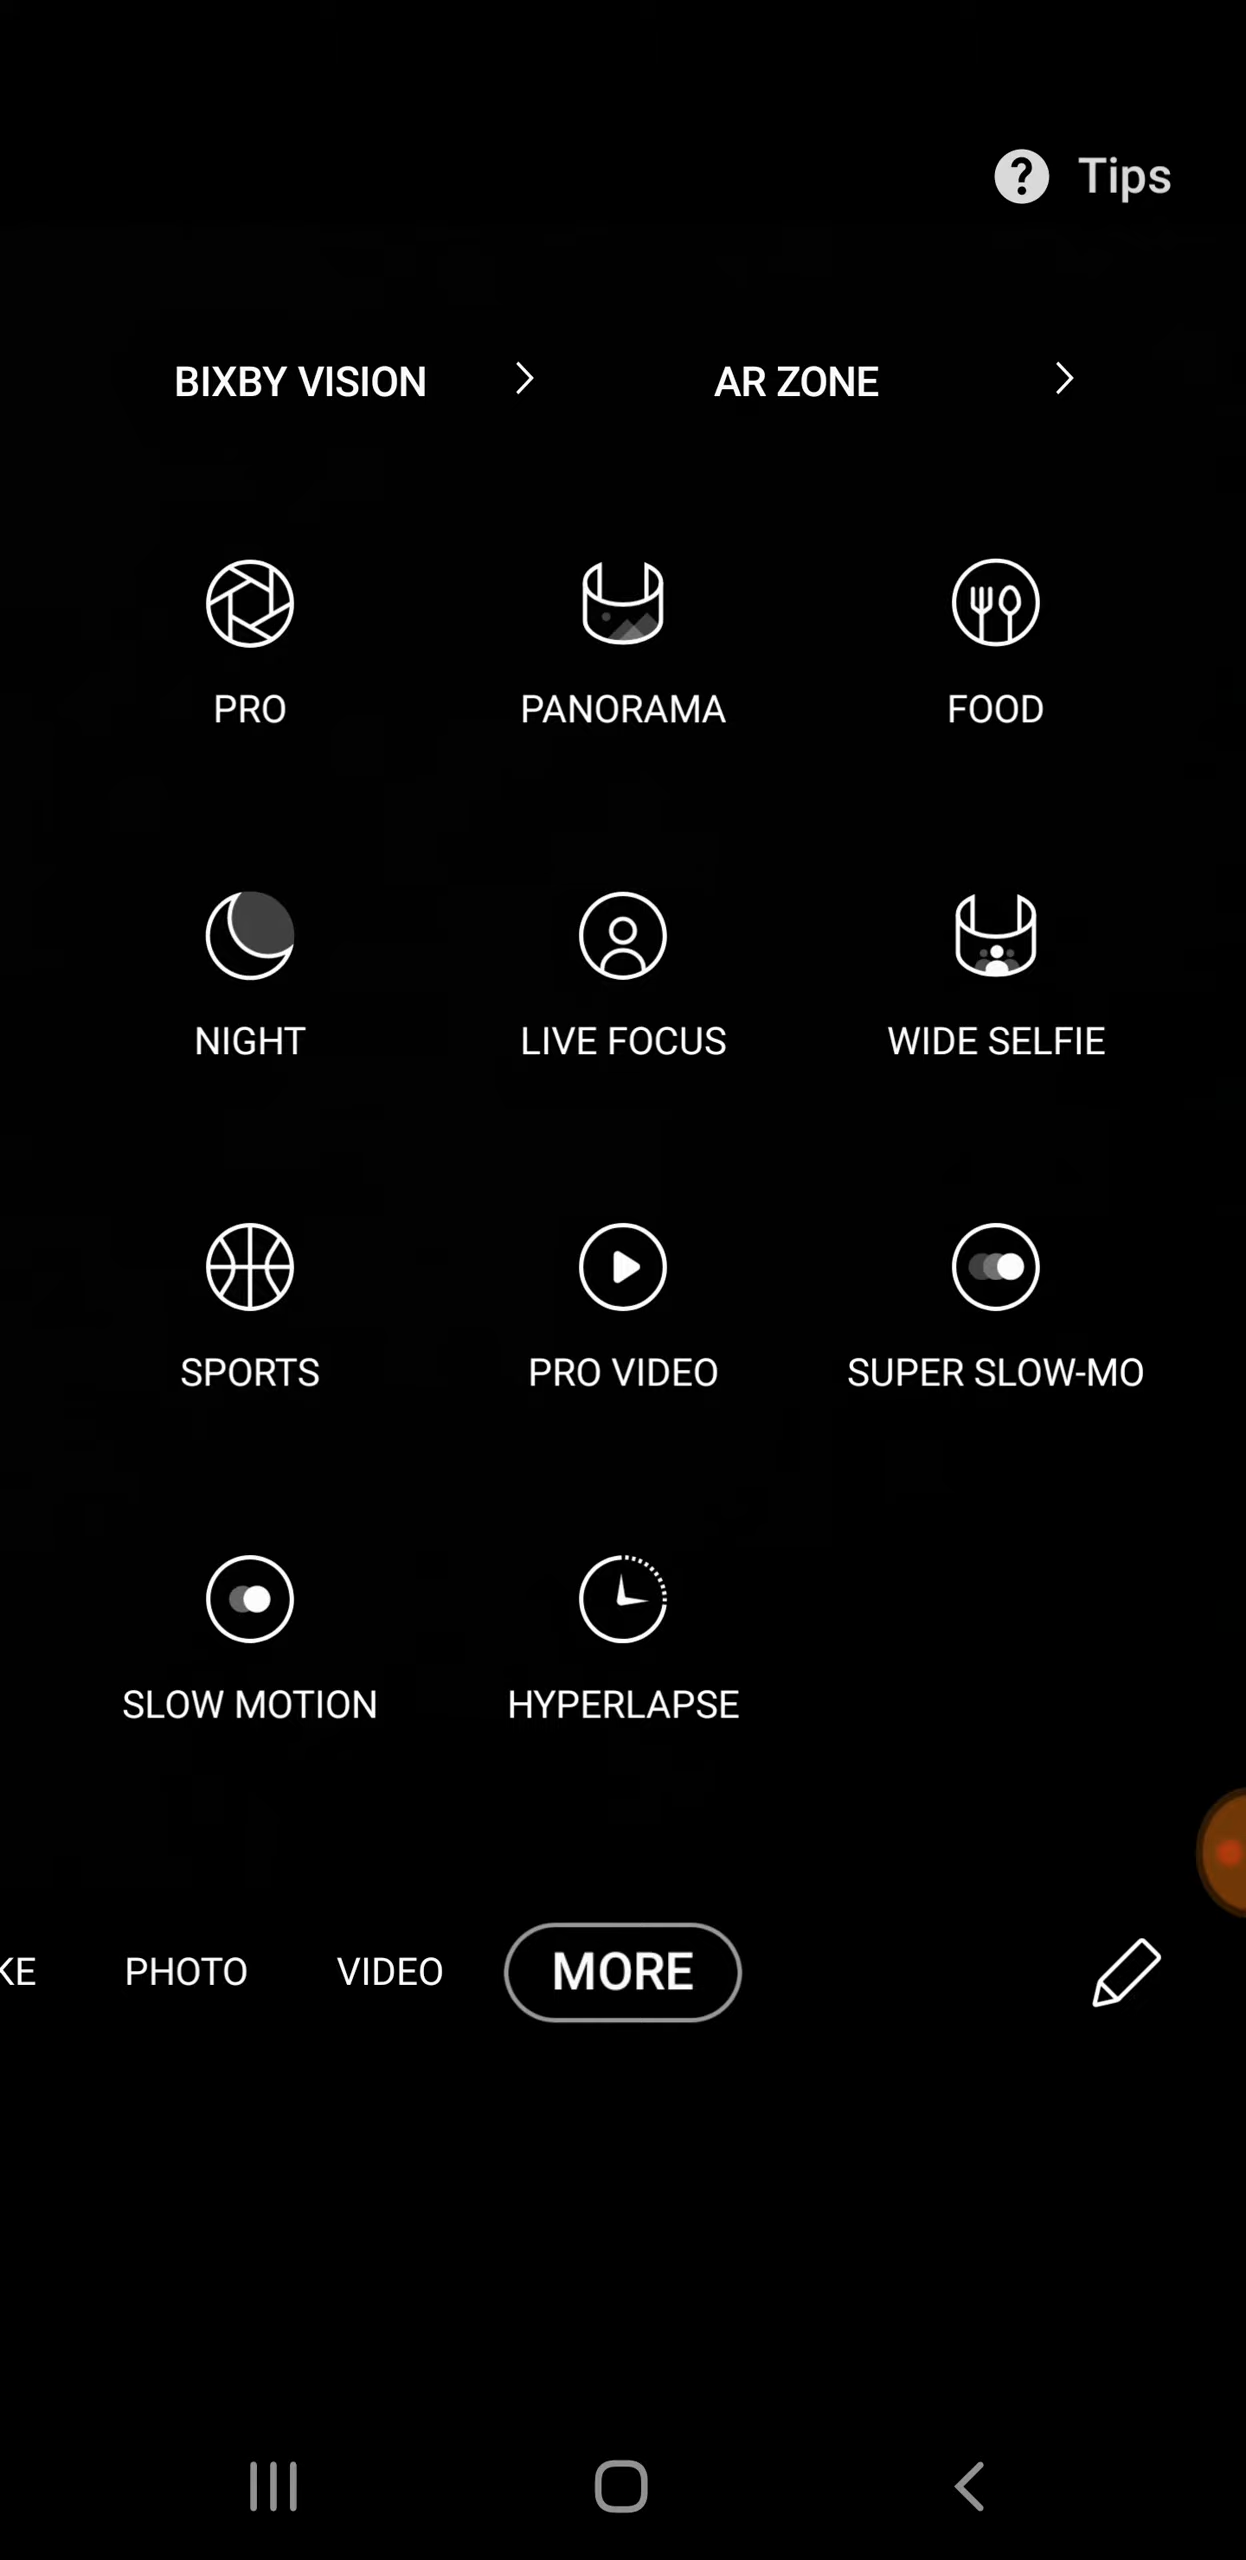 Tips
BIXBY VISION AR ZONE
PRO PANORAMA FOOD
NIGHT LIVE FOCUS WIDE SELFIE
SPORTS PRO VIDEO SUPER SLOW-MO
SLOW MOTION HYPERLAPSE
KE PHOTO VIDEO MORE